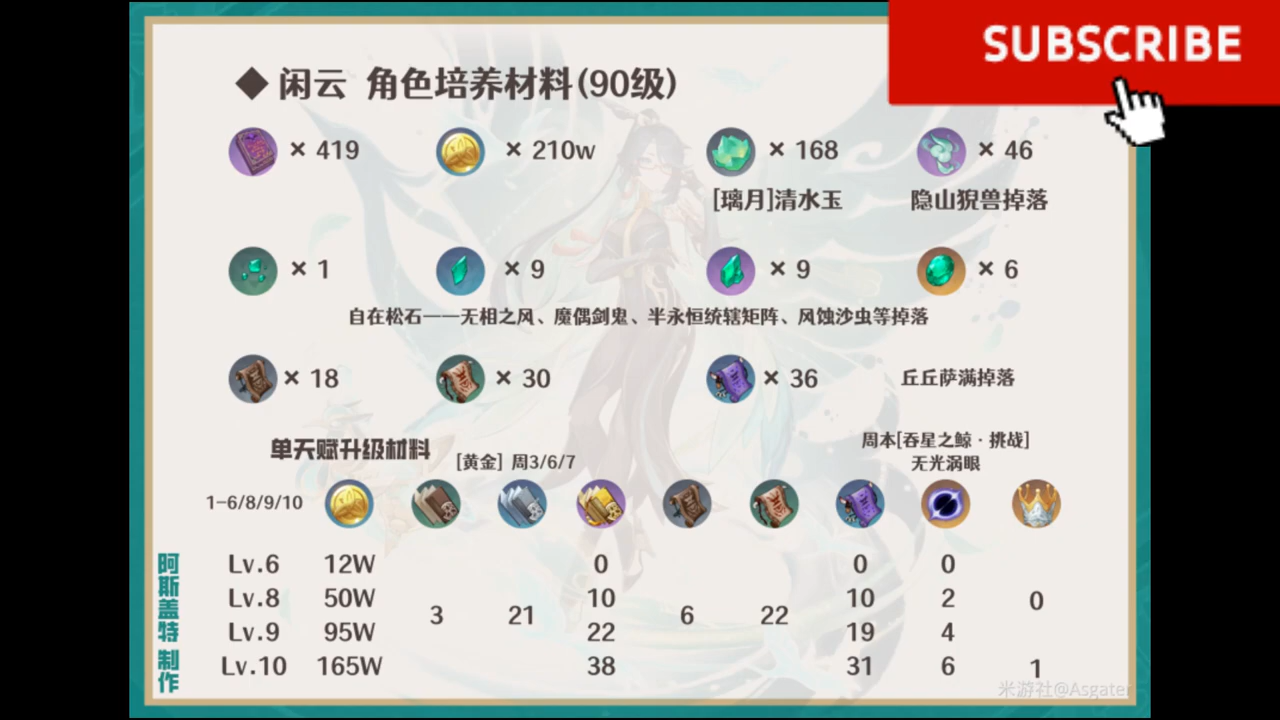 SUBSCRIBE
◆ 闲云 角色培养材料(90级)
× 419 × 210w × 168 × 46
[璃月]清水玉 隐山猊兽掉落
× 1 × 9 × 9 × 6
自在松石——无相之风、魔偶剑鬼、半永恒统辖矩阵、风蚀沙虫等掉落
× 18 × 30 × 36 丘丘萨满掉落
单天赋升级材料 [黄金] 周3/6/7
周本[吞星之鲸·挑战]
无光涡眼
1-6/8/9/10
Lv.6 12W 0 0 0
Lv.8 50W 10 10 2
3 21 6 22 0
Lv.9 95W 22 19 4
Lv.10 165W 38 31 6 1
阿斯盖特 制作
米游社@Asgater